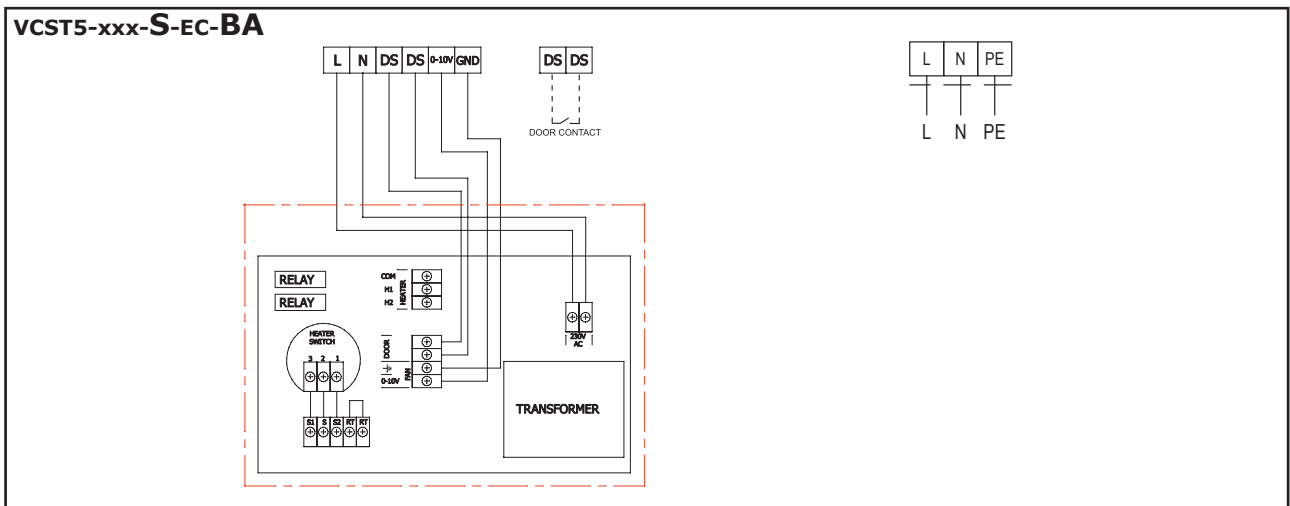 VCST5-xxx-S-EC-BA
L N DS DS 0-10V GND
DS DS
DOOR CONTACT
L N PE
L N PE
RELAY
RELAY
COM
H1
H2
HEATER
HEATER
SWITCH
3 2 1
S1 S S2 RT RT
DOOR
FAN
0-10V
230V
AC
TRANSFORMER